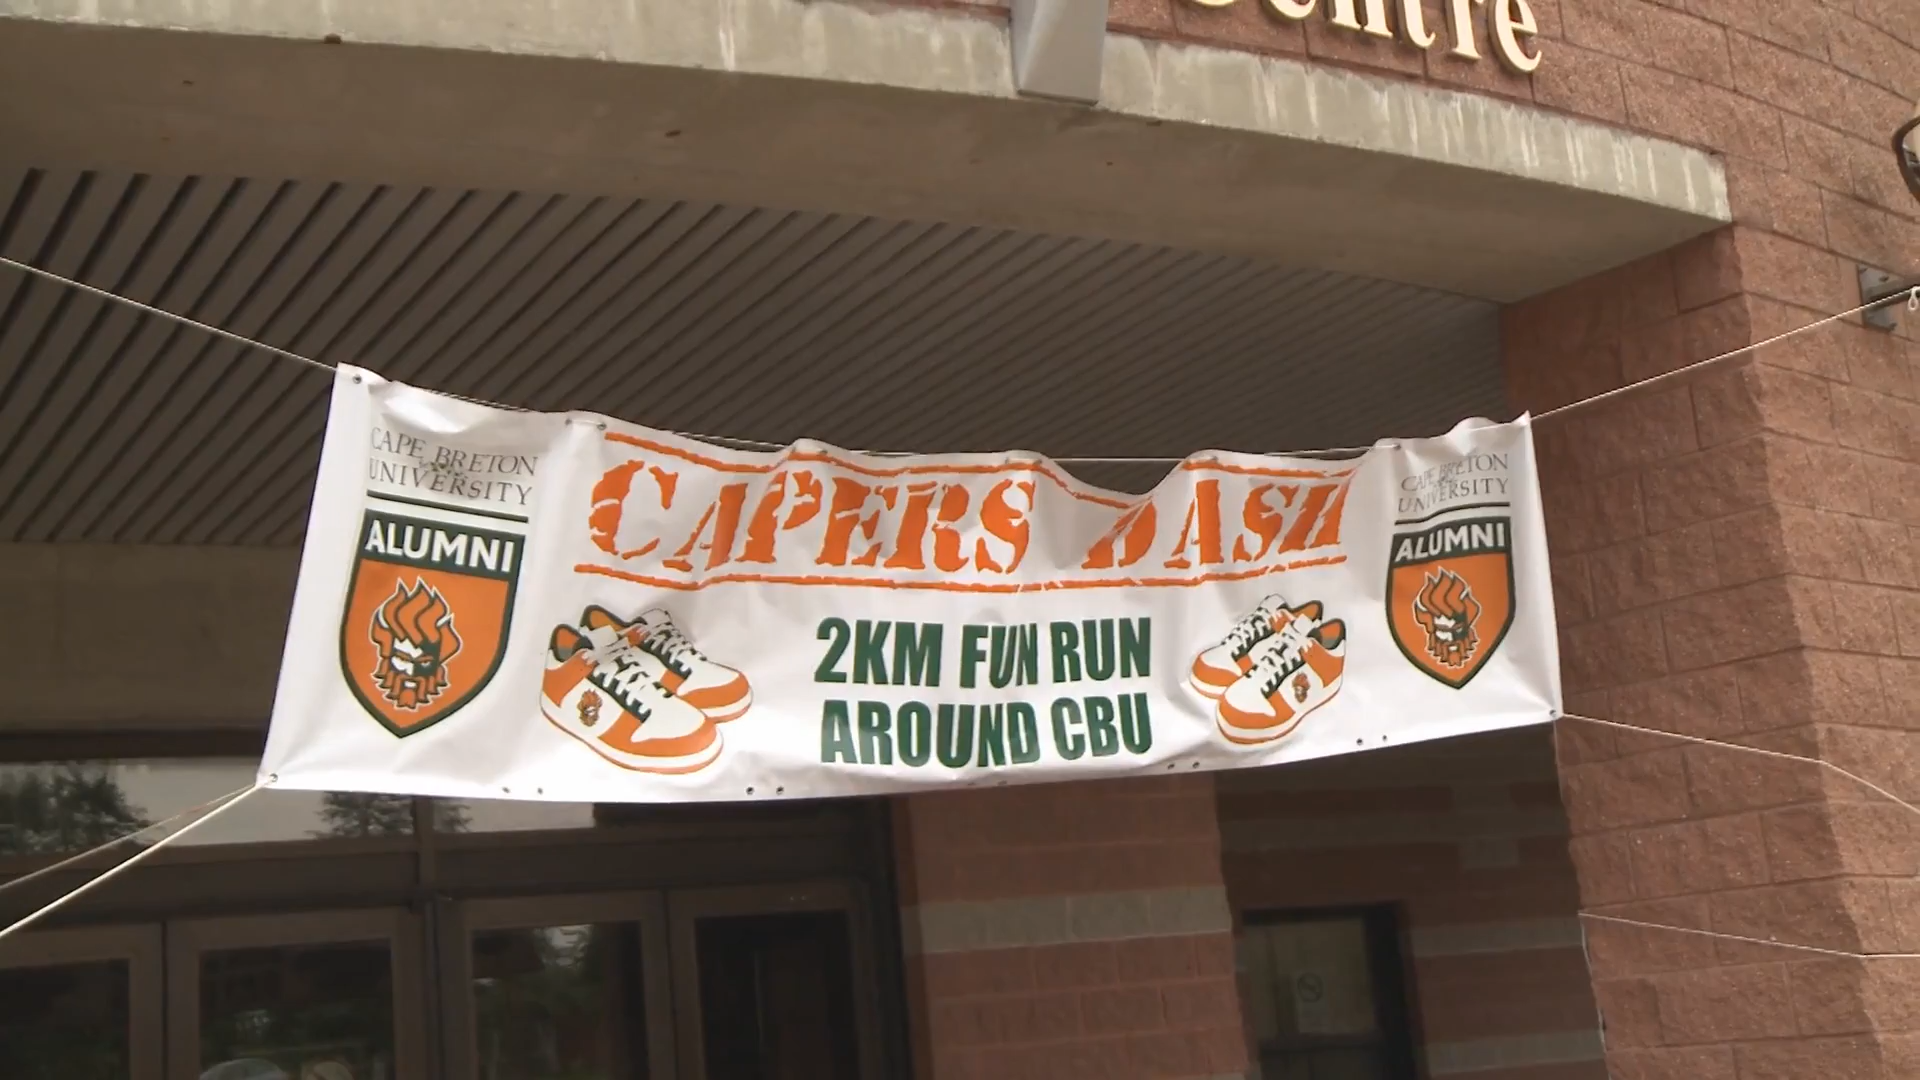 Centre
CAPE BRETON
UNIVERSITY
ALUMNI
CAPERS DASH
2KM FUN RUN
AROUND CBU
CAPE BRETON
UNIVERSITY
ALUMNI